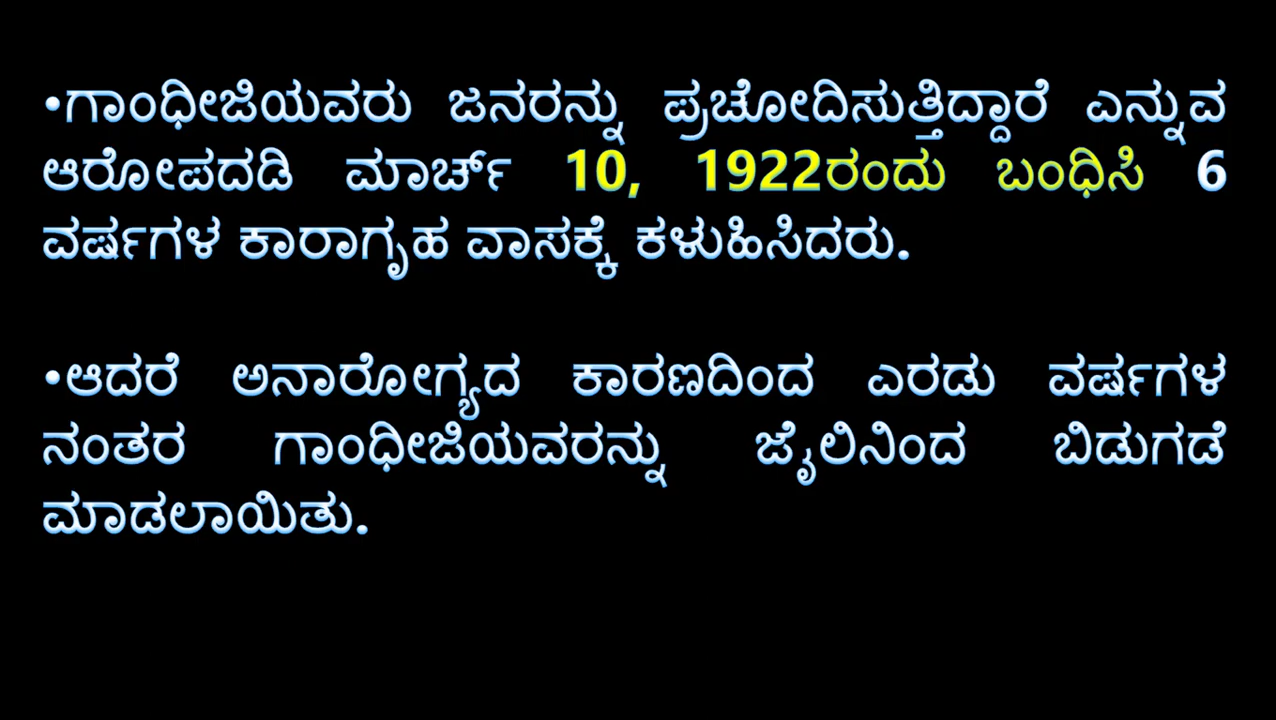 •ಗಾಂಧೀಜಿಯವರು ಜನರನ್ನು ಪ್ರಚೋದಿಸುತ್ತಿದ್ದಾರೆ ಎನ್ನುವ
ಆರೋಪದಡಿ ಮಾರ್ಚ್ 10, 1922ರಂದು ಬಂಧಿಸಿ 6
ವರ್ಷಗಳ ಕಾರಾಗೃಹ ವಾಸಕ್ಕೆ ಕಳುಹಿಸಿದರು.
•ಆದರೆ ಅನಾರೋಗ್ಯದ ಕಾರಣದಿಂದ ಎರಡು ವರ್ಷಗಳ
ನಂತರ ಗಾಂಧೀಜಿಯವರನ್ನು ಜೈಲಿನಿಂದ ಬಿಡುಗಡೆ
ಮಾಡಲಾಯಿತು.